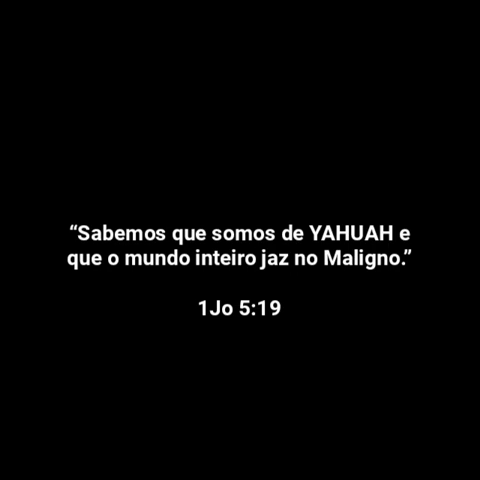 “Sabemos que somos de YAHUAH e
que o mundo inteiro jaz no Maligno.”
1Jo 5:19